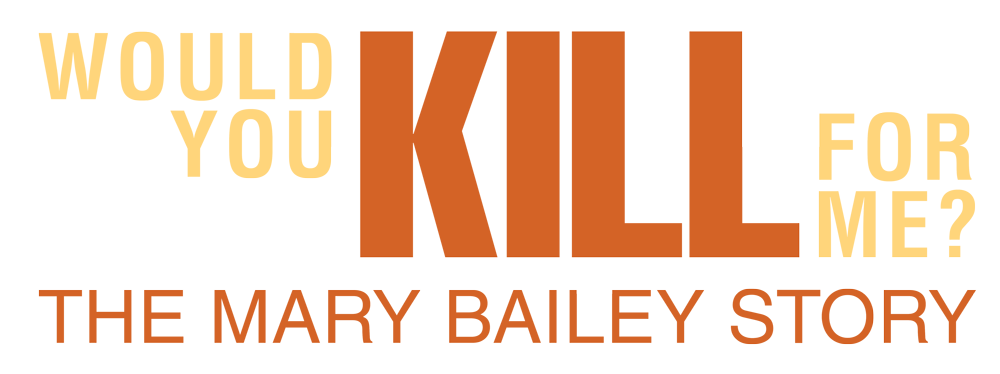 WOULD
YOU
KILL
FOR
ME?
THE MARY BAILEY STORY